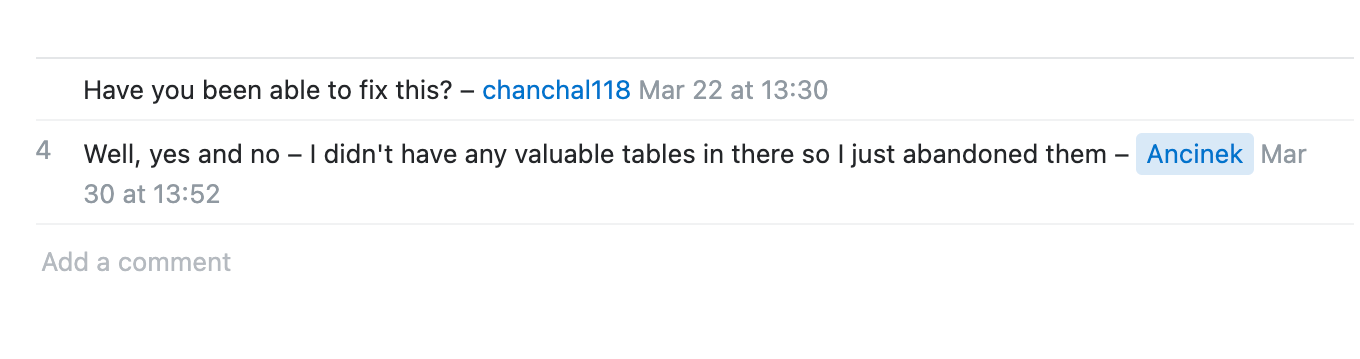 Have you been able to fix this? – chanchal118 Mar 22 at 13:30
4 Well, yes and no – I didn't have any valuable tables in there so I just abandoned them – Ancinek Mar
30 at 13:52
Add a comment